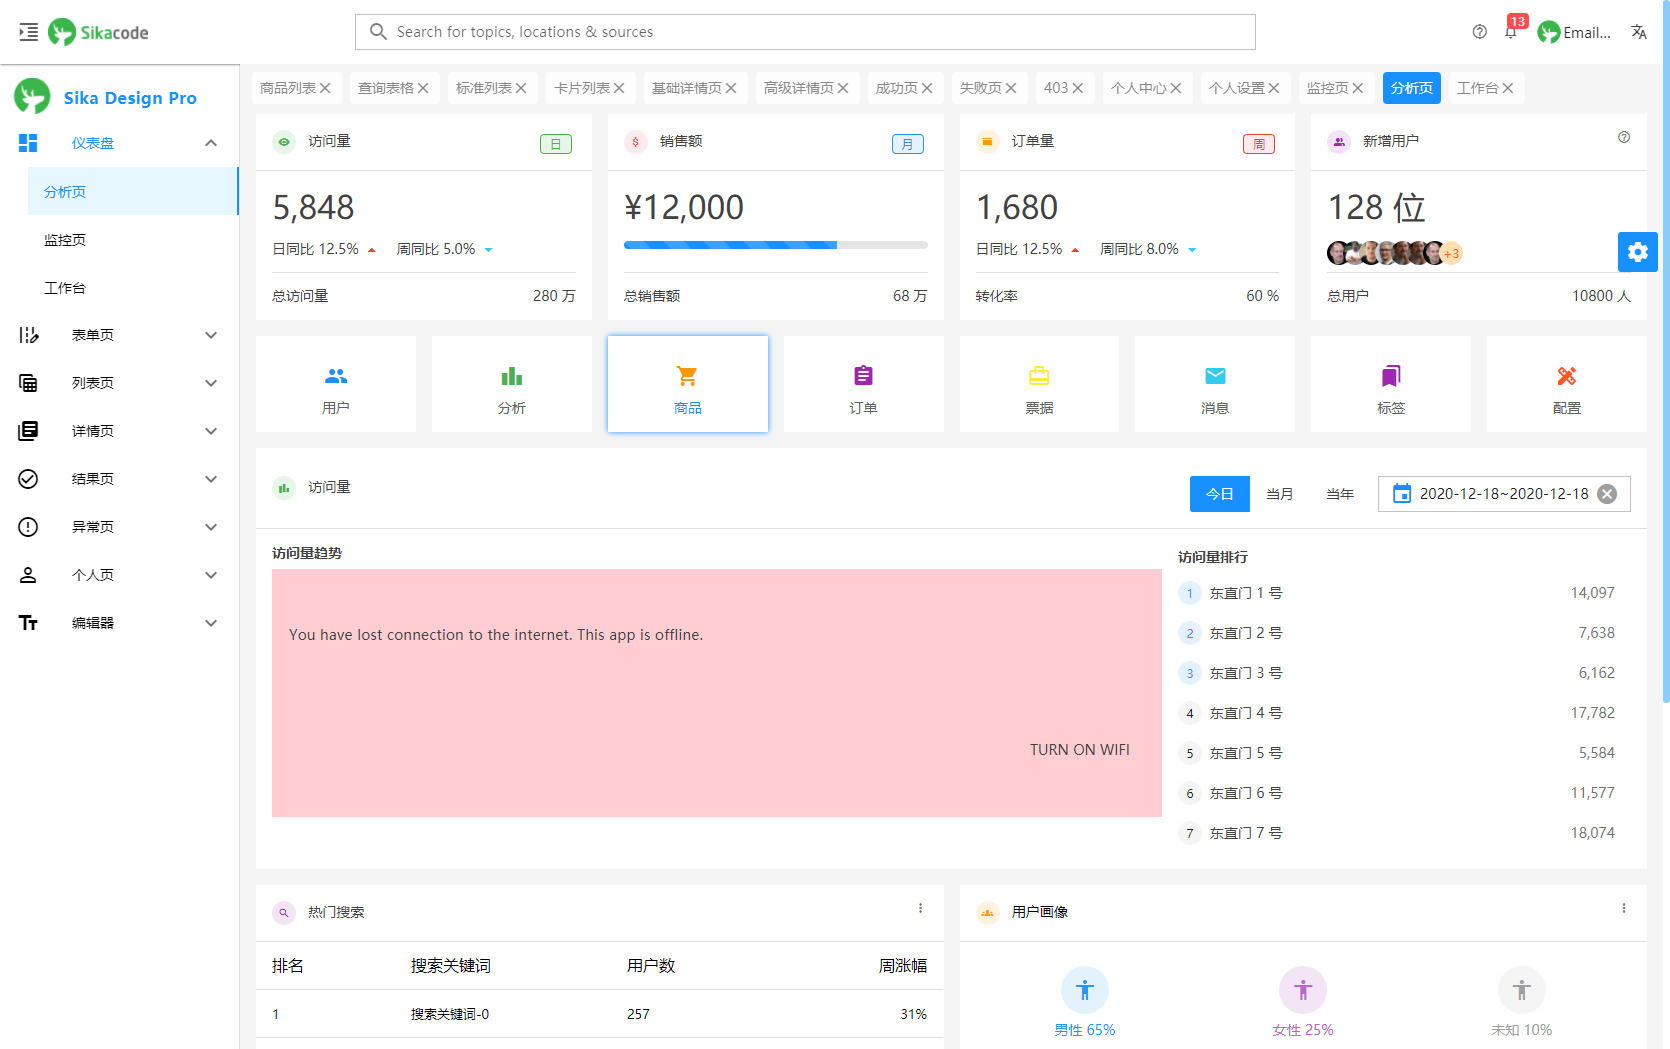 Sikacode
Search for topics, locations & sources
13
Email...
Sika Design Pro
仪表盘
分析页
监控页
工作台
表单页
列表页
详情页
结果页
异常页
个人页
编辑器
商品列表
查询表格
标准列表
卡片列表
基础详情页
高级详情页
成功页
失败页
403
个人中心
个人设置
监控页
分析页
工作台
访问量
日
5,848
日同比 12.5%
周同比 5.0%
总访问量
280 万
销售额
月
¥12,000
总销售额
68 万
订单量
周
1,680
日同比 12.5%
周同比 8.0%
转化率
60 %
新增用户
128 位
+3
总用户
10800 人
用户
分析
商品
订单
票据
消息
标签
配置
访问量
今日
当月
当年
2020-12-18~2020-12-18
访问量趋势
You have lost connection to the internet. This app is offline.
TURN ON WIFI
访问量排行
1 东直门 1 号 14,097
2 东直门 2 号 7,638
3 东直门 3 号 6,162
4 东直门 4 号 17,782
5 东直门 5 号 5,584
6 东直门 6 号 11,577
7 东直门 7 号 18,074
热门搜索
排名 搜索关键词 用户数 周涨幅
1 搜索关键词-0 257 31%
用户画像
男性 65%
女性 25%
未知 10%